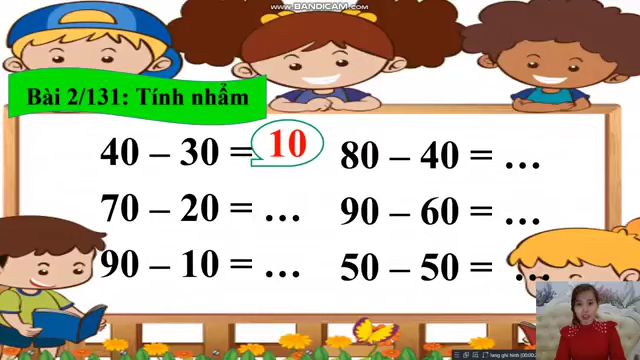 WWW.BANDICAM.COM
Bài 2/131: Tính nhẩm
40 – 30 = 10
80 – 40 = ...
70 – 20 = ...
90 – 60 = ...
90 – 10 = ...
50 – 50 = ...